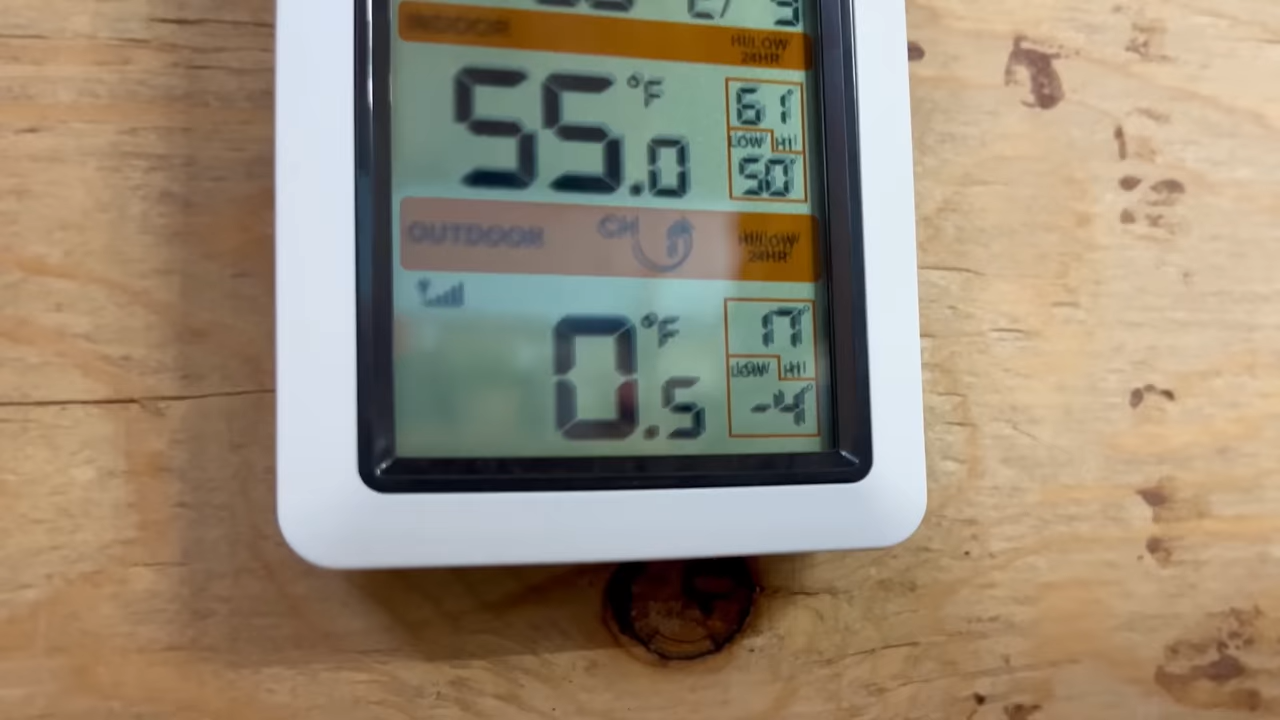 INDOOR HI/LOW
24HR
55.0 °F 61°
LOW HI
50°
OUTDOOR CH HI/LOW
24HR
0.5 °F 17°
LOW HI
-4°